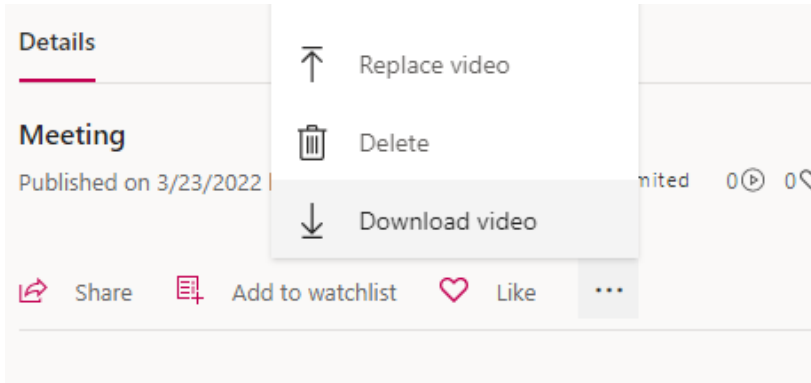 Details
Replace video
Meeting
Delete
Published on 3/23/2022
0 0
Download video
Share Add to watchlist Like ...